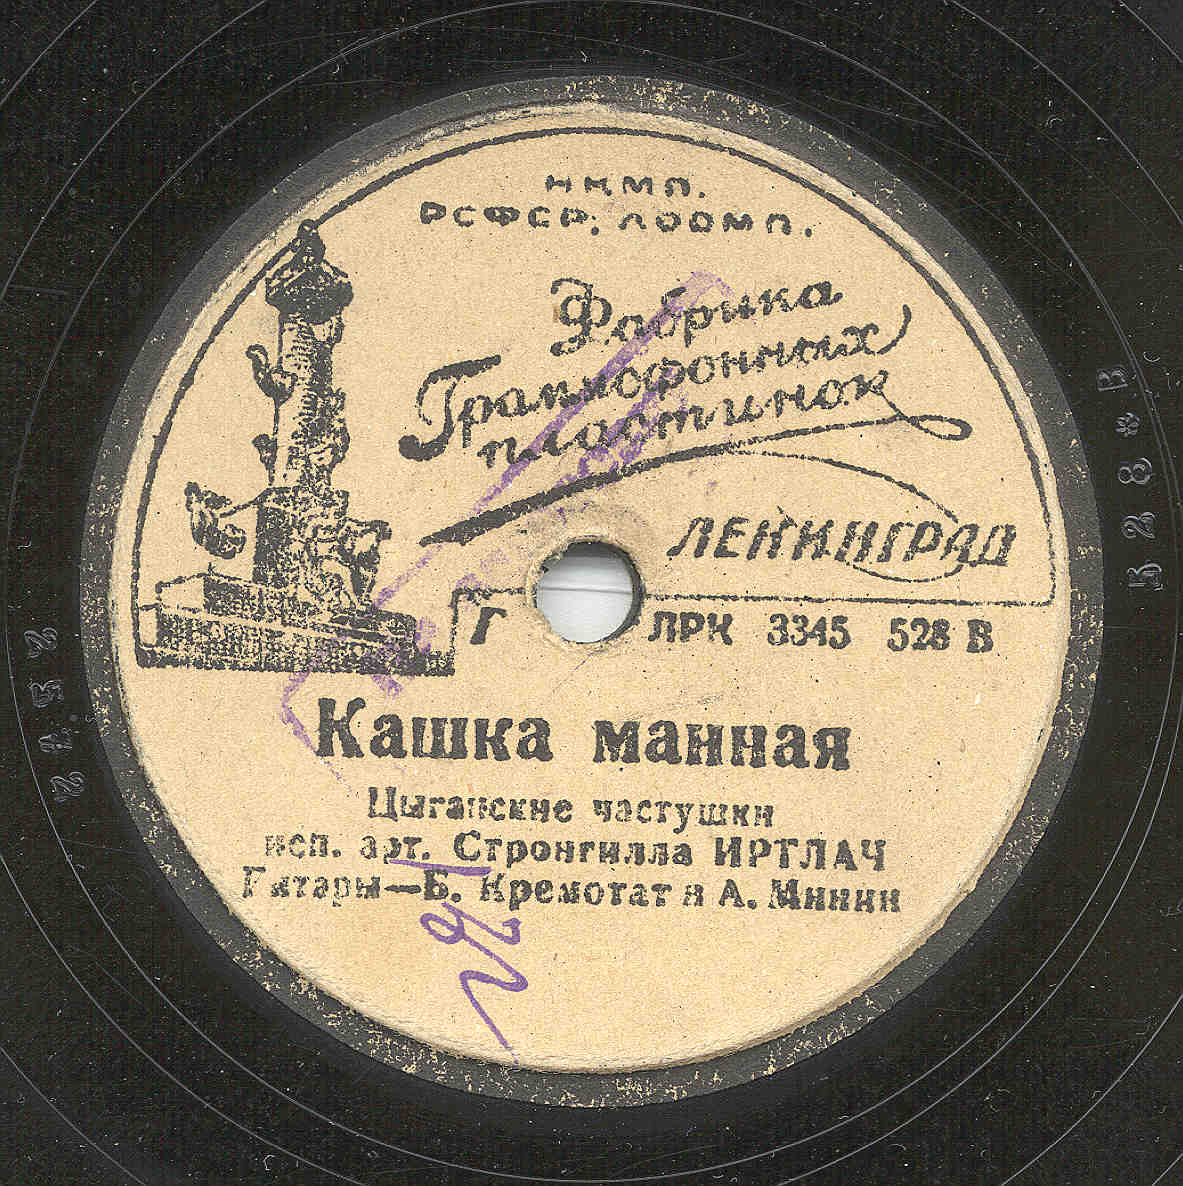 НКМП.
РСФСР, ЛООМП.
Фабрика
Граммофонных
пластинок
ЛЕНИНГРАД
Г ЛРК 3345 528 В
Кашка манная
Цыганские частушки
исп. арт. Стронгилла ИРТЛАЧ
Гитары—Б. Кремотат и А. Минин
528*В